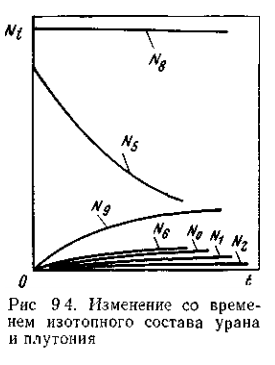 Nt
N8
N5
N9
N6
N0
N1
N2
0
t
Рис 9 4. Изменение со време-
нем изотопного состава урана
и плутония